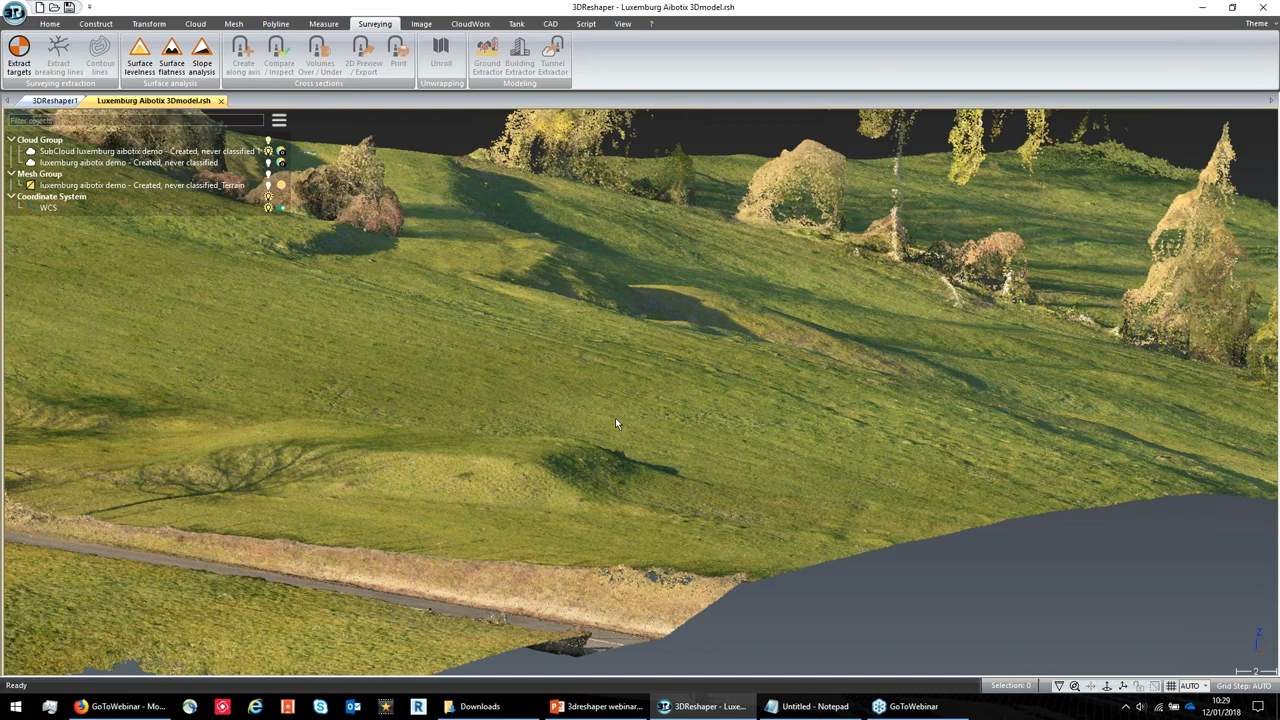 3DReshaper - Luxemburg Aibotix 3Dmodel.rsh
Home Construct Transform Cloud Mesh Polyline Measure Surveying Image CloudWorx Tank CAD Script View ? Theme
Extract targets
Extract breaking lines
Contour lines
Surface levelness
Surface flatness
Slope analysis
Create along axis
Compare / Inspect
Volumes Over / Under
2D Preview / Export
Print
Unroll
Ground Extractor
Building Extractor
Tunnel Extractor
Surveying extraction Surface analysis Cross sections Unwrapping Modeling
3DReshaper1 Luxemburg Aibotix 3Dmodel.rsh
Filter objects
Cloud Group
SubCloud luxemburg aibotix demo - Created, never classified
luxemburg aibotix demo - Created, never classified
Mesh Group
luxemburg aibotix demo - Created, never classified_Terrain
Coordinate System
WCS
Z
2
Ready Selection: 0 AUTO Grid Step: AUTO
GoToWebinar - Mo... Downloads 3dreshaper webinar... 3DReshaper - Luxe... Untitled - Notepad GoToWebinar
10:29
12/01/2018